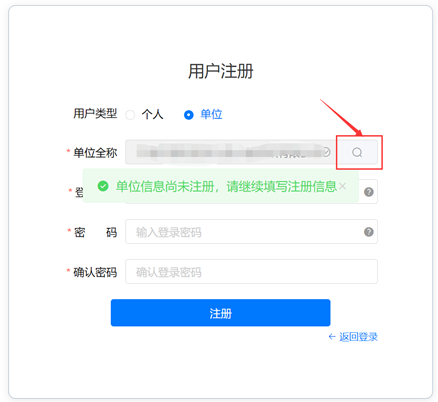 用户注册
用户类型 个人 单位
* 单位全称
单位信息尚未注册，请继续填写注册信息
* 登
* 密 码 输入登录密码
* 确认密码 确认登录密码
注册
← 返回登录